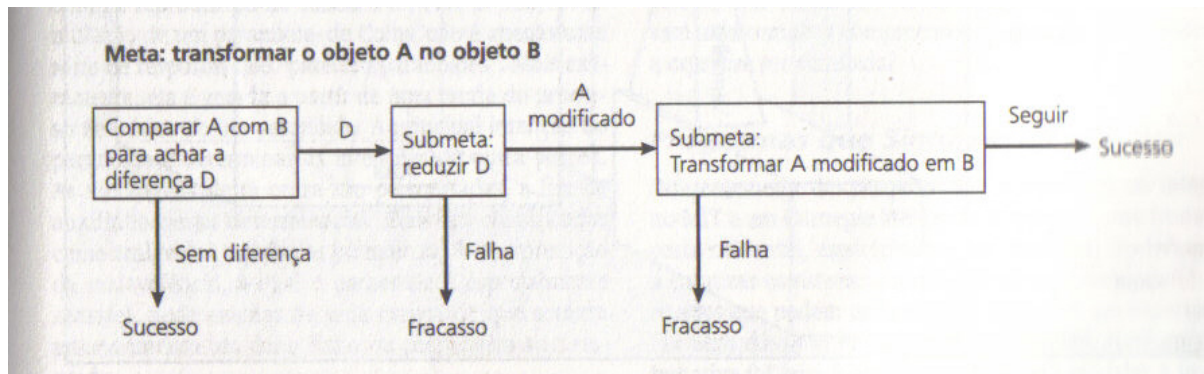 Meta: transformar o objeto A no objeto B
Comparar A com B
para achar a
diferença D
D
Submeta:
reduzir D
A
modificado
Submeta:
Transformar A modificado em B
Seguir
Sucesso
Sem diferença
Falha
Falha
Sucesso
Fracasso
Fracasso